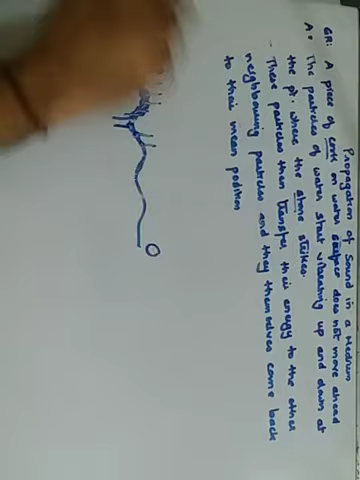 Propagation of Sound in a Medium
GR: A piece of cork on water surface does not move ahead
A: The particles of water start vibrating up and down at
the pt. where the stone strikes.
- These particles then transfer their energy to the other
neighbouring particles and they themselves come back
to their mean position